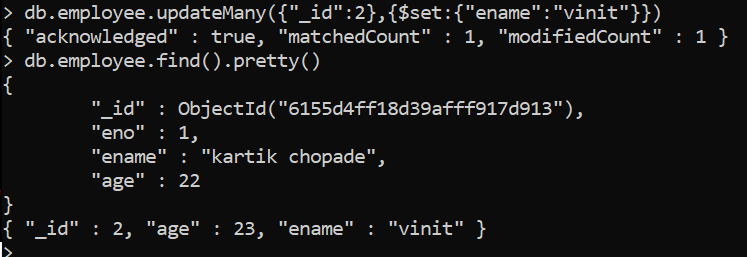 > db.employee.updateMany({"_id":2},{$set:{"ename":"vinit"}})
{ "acknowledged" : true, "matchedCount" : 1, "modifiedCount" : 1 }
> db.employee.find().pretty()
{
        "_id" : ObjectId("6155d4ff18d39afff917d913"),
        "eno" : 1,
        "ename" : "kartik chopade",
        "age" : 22
}
{ "_id" : 2, "age" : 23, "ename" : "vinit" }
>